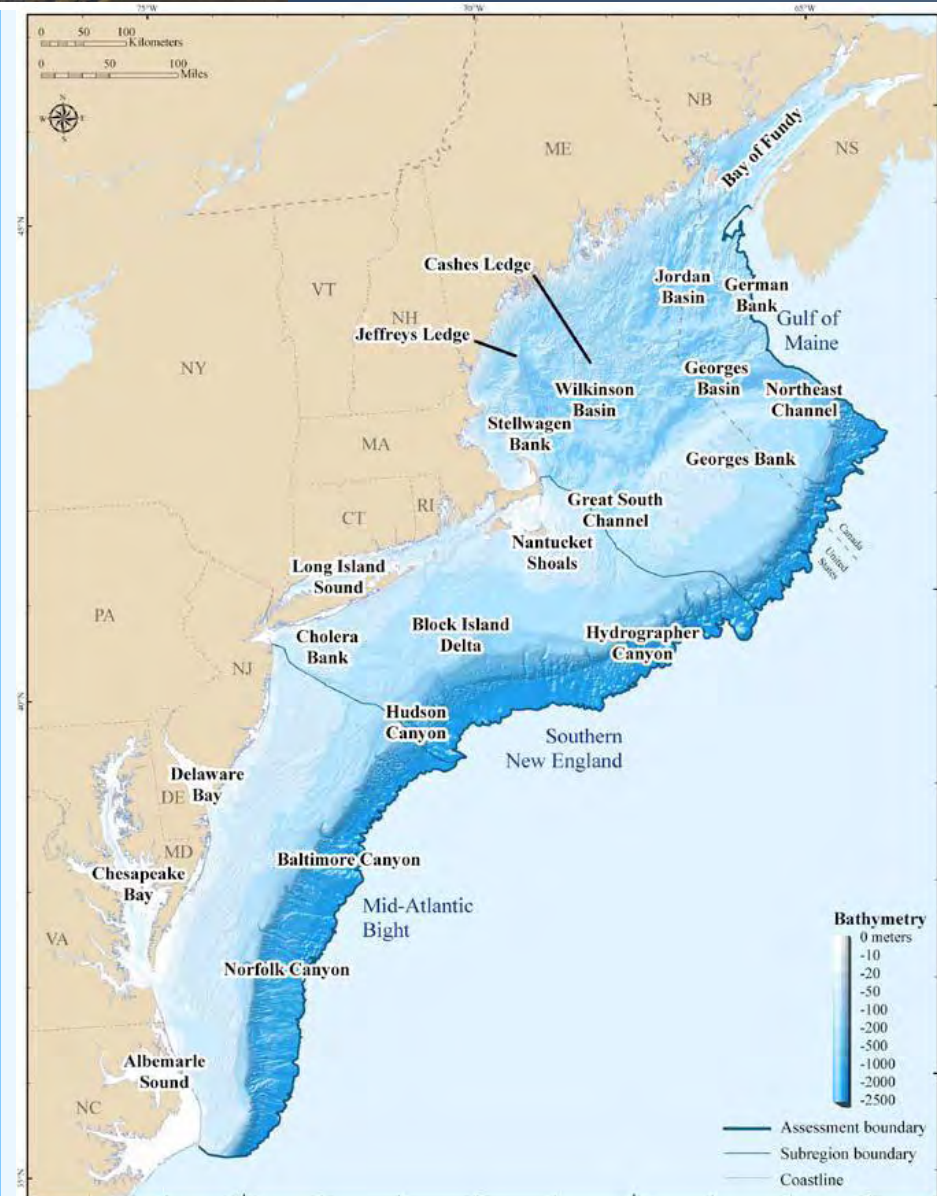 75°W
70°W
65°W
0 50 100
Kilometers
0 50 100
Miles
N
W E
S
NB
ME
Bay of Fundy
NS
45°N
Cashes Ledge
Jordan
Basin
German
Bank
VT
Gulf of
Maine
NH
Jeffreys Ledge
NY
Georges
Basin
Northeast
Channel
Wilkinson
Basin
Stellwagen
Bank
MA
Georges Bank
RI
CT
Great South
Channel
Nantucket
Shoals
Canada
United
States
Long Island
Sound
PA
Cholera
Bank
Block Island
Delta
Hydrographer
Canyon
NJ
40°N
Hudson
Canyon
Southern
New England
Delaware
Bay
DE
MD
Baltimore Canyon
Chesapeake
Bay
Mid-Atlantic
Bight
VA
Norfolk Canyon
Albemarle
Sound
NC
35°N
Bathymetry
0 meters
-10
-20
-50
-100
-200
-500
-1000
-2000
-2500
Assessment boundary
Subregion boundary
Coastline